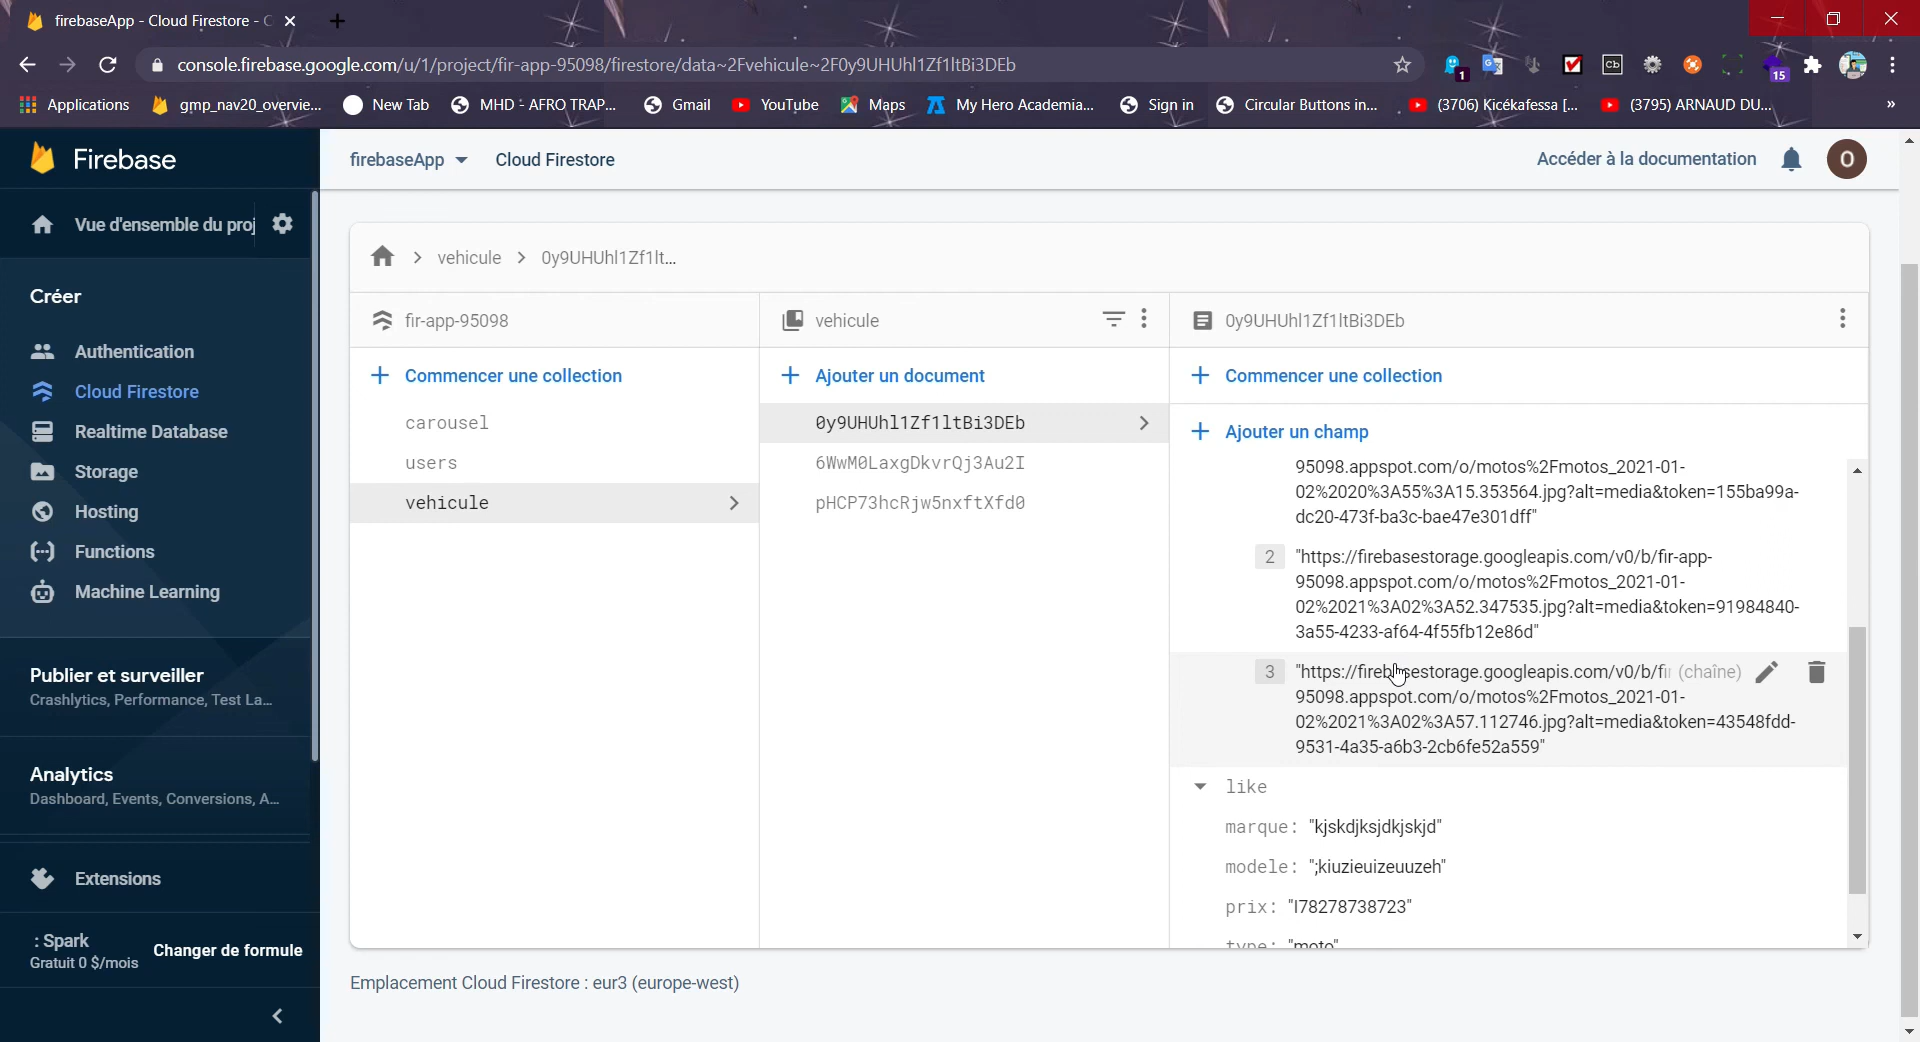 firebaseApp - Cloud Firestore - C
console.firebase.google.com/u/1/project/fir-app-95098/firestore/data~2Fvehicule~2F0y9UHUhl1Zf1ltBi3DEb
1
15
Applications
gmp_nav20_overvie...
New Tab
MHD - AFRO TRAP...
Gmail
YouTube
Maps
My Hero Academia...
Sign in
Circular Buttons in...
(3706) Kicékafessa [...
(3795) ARNAUD DU...
»
Firebase
firebaseApp
Cloud Firestore
Accéder à la documentation
O
Vue d'ensemble du proj
vehicule
0y9UHUhl1Zf1lt...
Créer
fir-app-95098
vehicule
0y9UHUhl1Zf1ltBi3DEb
Authentication
Cloud Firestore
Realtime Database
Storage
Hosting
Functions
Machine Learning
Commencer une collection
carousel
users
vehicule
Ajouter un document
0y9UHUhl1Zf1ltBi3DEb
6WwM0LaxgDkvrQj3Au2I
pHCP73hcRjw5nxftXfd0
Commencer une collection
Ajouter un champ
95098.appspot.com/o/motos%2Fmotos_2021-01-
02%2020%3A55%3A15.353564.jpg?alt=media&token=155ba99a-
dc20-473f-ba3c-bae47e301dff"
2 "https://firebasestorage.googleapis.com/v0/b/fir-app-
95098.appspot.com/o/motos%2Fmotos_2021-01-
02%2021%3A02%3A52.347535.jpg?alt=media&token=91984840-
3a55-4233-af64-4f55fb12e86d"
3 "https://firebasestorage.googleapis.com/v0/b/fir (chaîne)
95098.appspot.com/o/motos%2Fmotos_2021-01-
02%2021%3A02%3A57.112746.jpg?alt=media&token=43548fdd-
9531-4a35-a6b3-2cb6fe52a559"
like
marque: "kjskdjksjdkjskjd"
modele: ";kiuzieuizeuuzeh"
prix: "178278738723"
type: "moto"
Publier et surveiller
Crashlytics, Performance, Test La...
Analytics
Dashboard, Events, Conversions, A...
Extensions
: Spark
Gratuit 0 $/mois
Changer de formule
Emplacement Cloud Firestore : eur3 (europe-west)